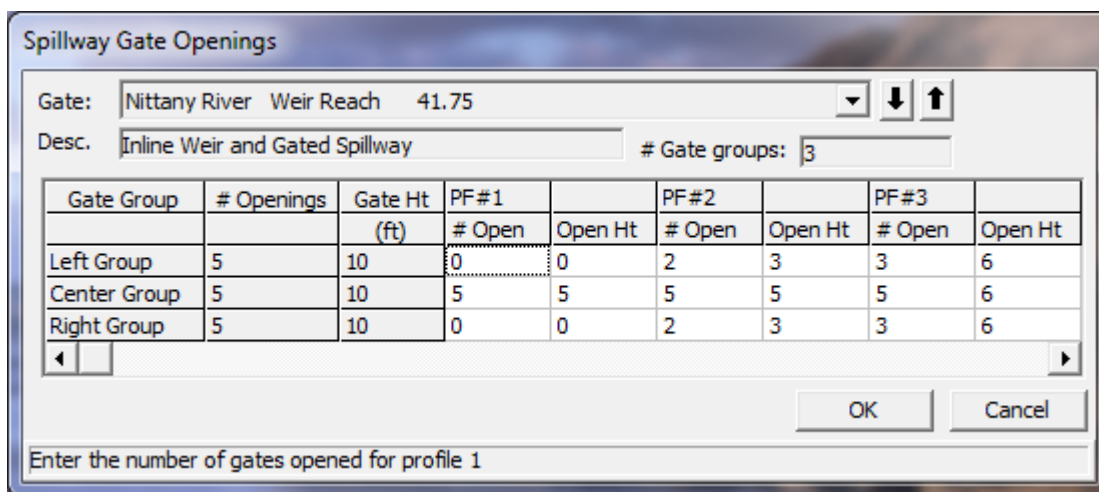 Spillway Gate Openings
Gate: Nittany River Weir Reach 41.75
Desc. Inline Weir and Gated Spillway # Gate groups: 3
Gate Group # Openings Gate Ht PF#1 PF#2 PF#3
(ft) # Open Open Ht # Open Open Ht # Open Open Ht
Left Group 5 10 0 0 2 3 3 6
Center Group 5 10 5 5 5 5 5 6
Right Group 5 10 0 0 2 3 3 6
OK Cancel
Enter the number of gates opened for profile 1